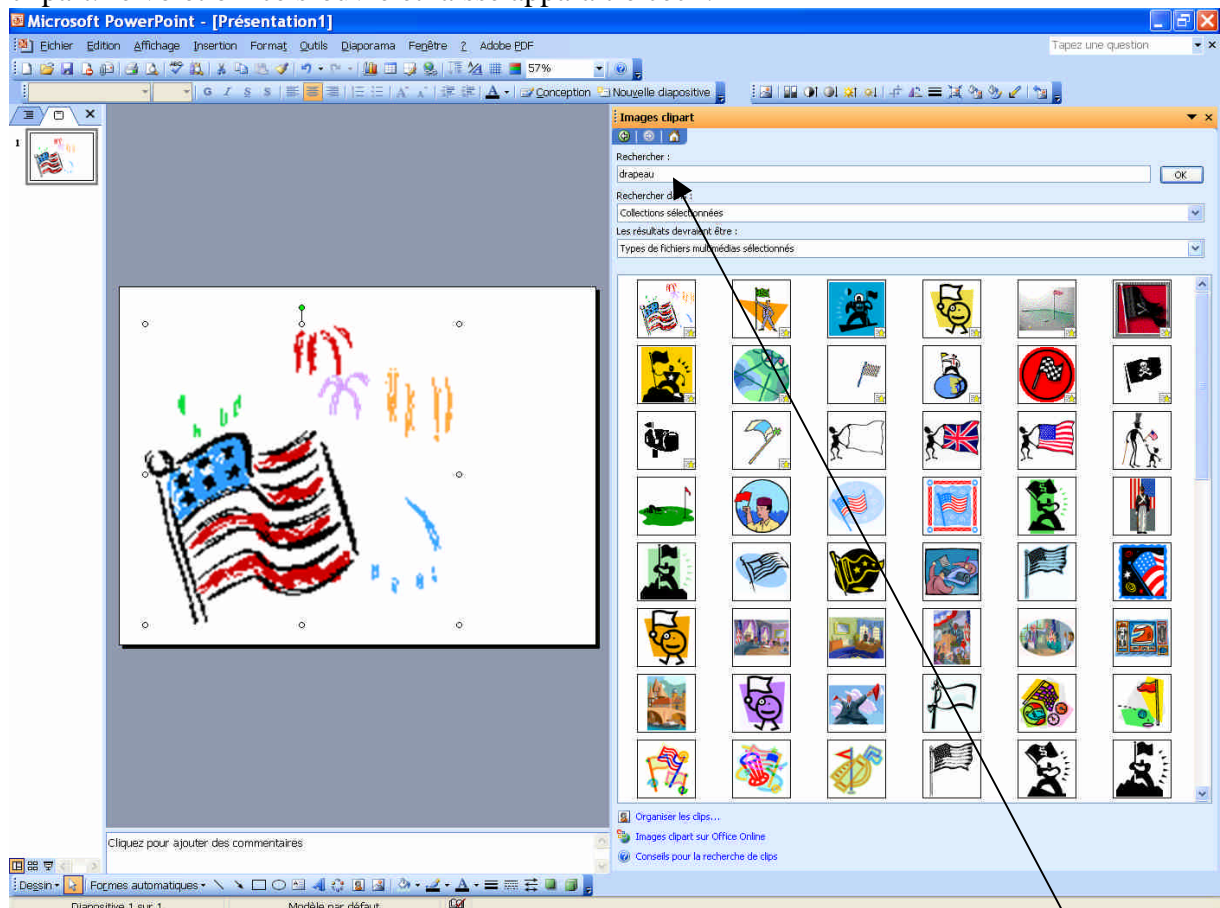 Microsoft PowerPoint - [Présentation1]
Fichier Edition Affichage Insertion Format Outils Diaporama Fenêtre ? Adobe PDF
Tapez une question
57%
G I S S Conception Nouvelle diapositive
Images clipart
1
Rechercher :
drapeau
OK
Rechercher dans :
Collections sélectionnées
Les résultats devraient être :
Types de fichiers multimédias sélectionnés
Organiser les clips...
Images clipart sur Office Online
Conseils pour la recherche de clips
Cliquez pour ajouter des commentaires
Dessin Formes automatiques
Diapositive 1 sur 1 Modèle par défaut